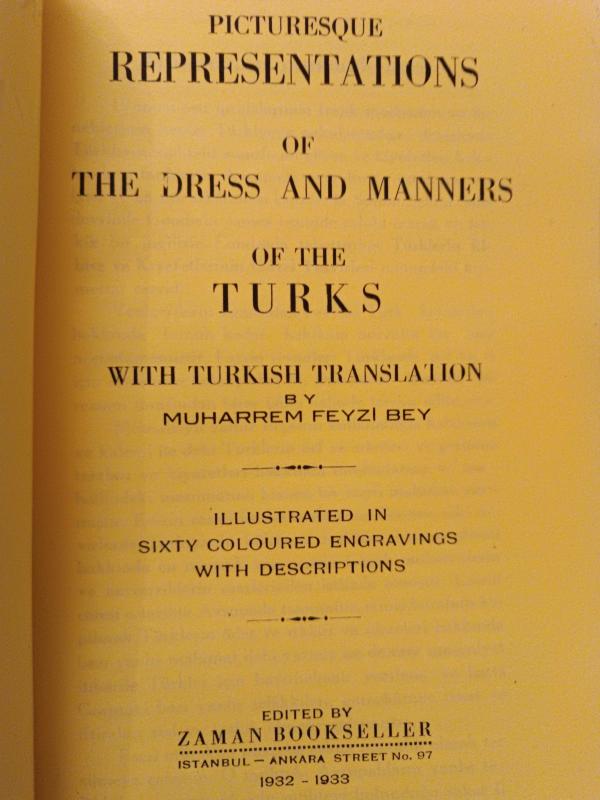 PICTURESQUE
REPRESENTATIONS
OF
THE DRESS AND MANNERS
OF THE
TURKS
WITH TURKISH TRANSLATION
BY
MUHARREM FEYZİ BEY
ILLUSTRATED IN
SIXTY COLOURED ENGRAVINGS
WITH DESCRIPTIONS
EDITED BY
ZAMAN BOOKSELLER
ISTANBUL — ANKARA STREET No. 97
1932 - 1933